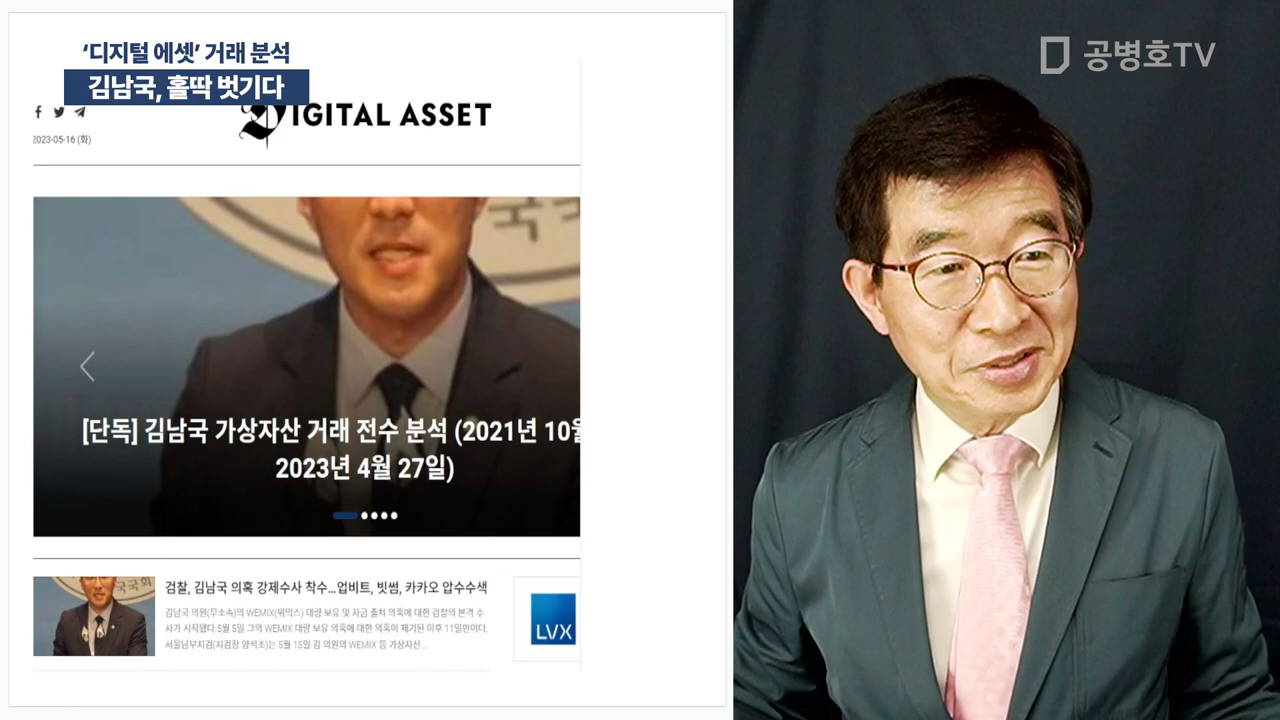 ‘디지털 에셋’ 거래 분석
김남국, 홀딱 벗기다
공병호TV
DIGITAL ASSET
2023-05-16 (화)
국
[단독] 김남국 가상자산 거래 전수 분석 (2021년 10월
2023년 4월 27일)
검찰, 김남국 의혹 강제수사 착수...업비트, 빗썸, 카카오 압수수색
김남국 의원(무소속)의 WEMIX(위믹스) 대량 보유 및 자금 출처 의혹에 대한 검찰의 본격 수
사가 시작됐다.5월 5일 그의 WEMIX 대량 보유 의혹에 대한 의혹이 제기된 이후 11일만이다.
서울남부지검(지검장 양석조)는 5월 15일 김 의원의 WEMIX 등 가상자산 ..
국국회
LVX